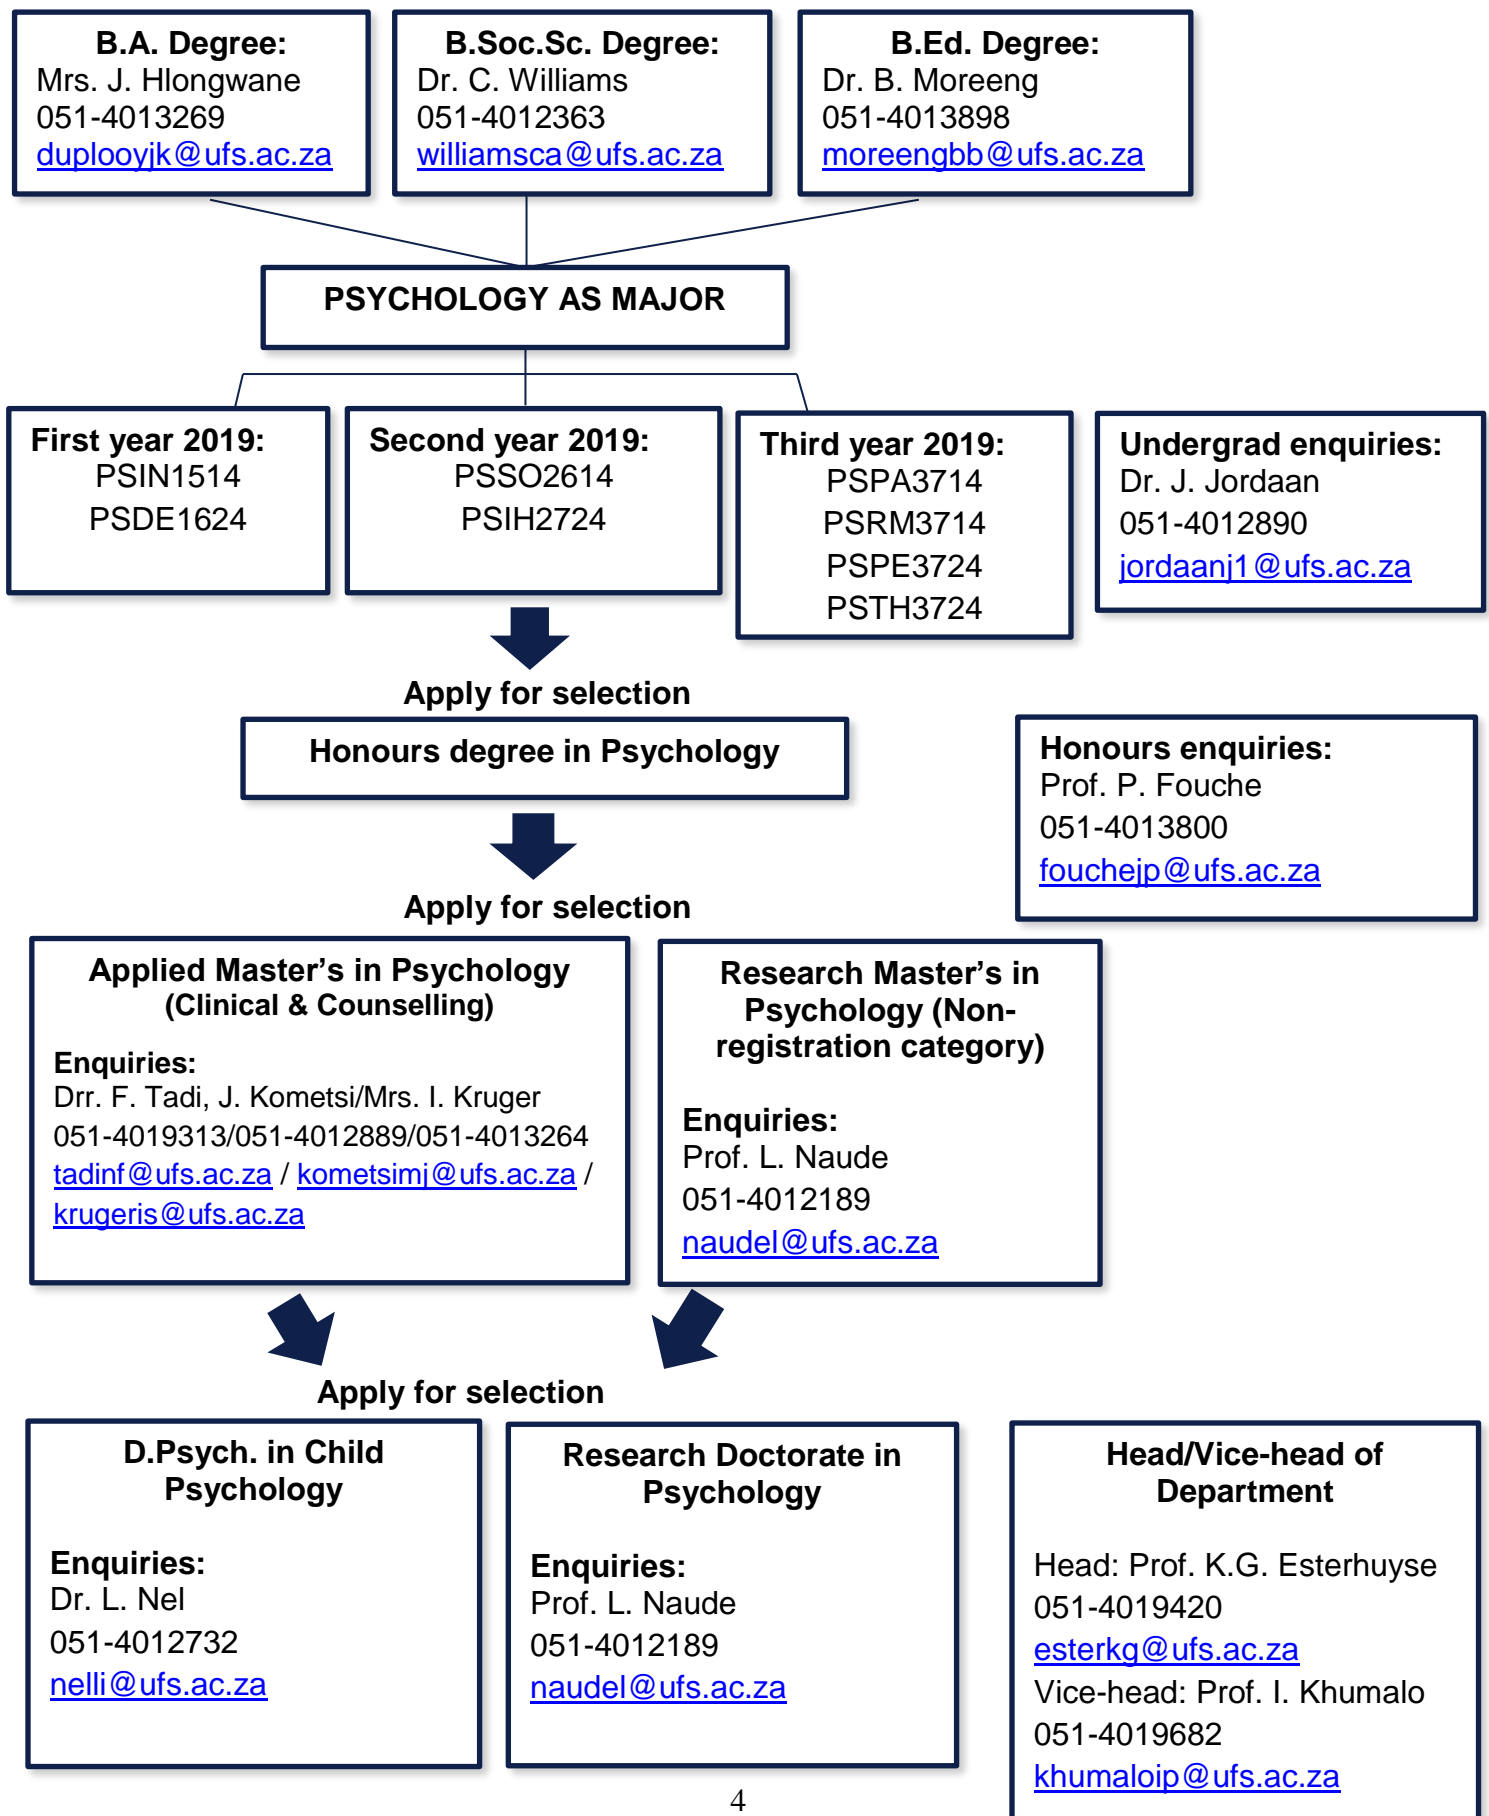 B.A. Degree:
Mrs. J. Hlongwane
051-4013269
duplooyjk@ufs.ac.za
B.Soc.Sc. Degree:
Dr. C. Williams
051-4012363
williamsca@ufs.ac.za
B.Ed. Degree:
Dr. B. Moreeng
051-4013898
moreengbb@ufs.ac.za
PSYCHOLOGY AS MAJOR
First year 2019:
PSIN1514
PSDE1624
Second year 2019:
PSSO2614
PSIH2724
Third year 2019:
PSPA3714
PSRM3714
PSPE3724
PSTH3724
Undergrad enquiries:
Dr. J. Jordaan
051-4012890
jordaanj1@ufs.ac.za
Apply for selection
Honours degree in Psychology
Honours enquiries:
Prof. P. Fouche
051-4013800
fouchejp@ufs.ac.za
Apply for selection
Applied Master’s in Psychology
(Clinical & Counselling)
Enquiries:
Drr. F. Tadi, J. Kometsi/Mrs. I. Kruger
051-4019313/051-4012889/051-4013264
tadinf@ufs.ac.za / kometsimj@ufs.ac.za /
krugeris@ufs.ac.za
Research Master’s in
Psychology (Non-
registration category)
Enquiries:
Prof. L. Naude
051-4012189
naudel@ufs.ac.za
Apply for selection
D.Psych. in Child
Psychology
Enquiries:
Dr. L. Nel
051-4012732
nelli@ufs.ac.za
Research Doctorate in
Psychology
Enquiries:
Prof. L. Naude
051-4012189
naudel@ufs.ac.za
Head/Vice-head of
Department
Head: Prof. K.G. Esterhuyse
051-4019420
esterkg@ufs.ac.za
Vice-head: Prof. I. Khumalo
051-4019682
khumaloip@ufs.ac.za
4